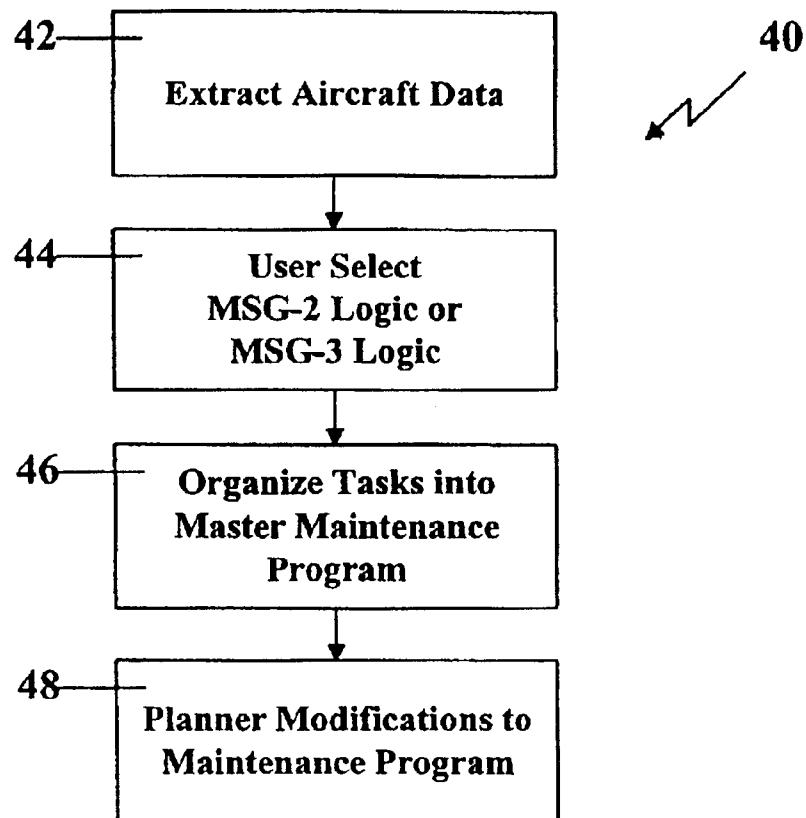 42
40
Extract Aircraft Data
44
User Select
MSG-2 Logic or
MSG-3 Logic
46
Organize Tasks into
Master Maintenance
Program
48
Planner Modifications to
Maintenance Program